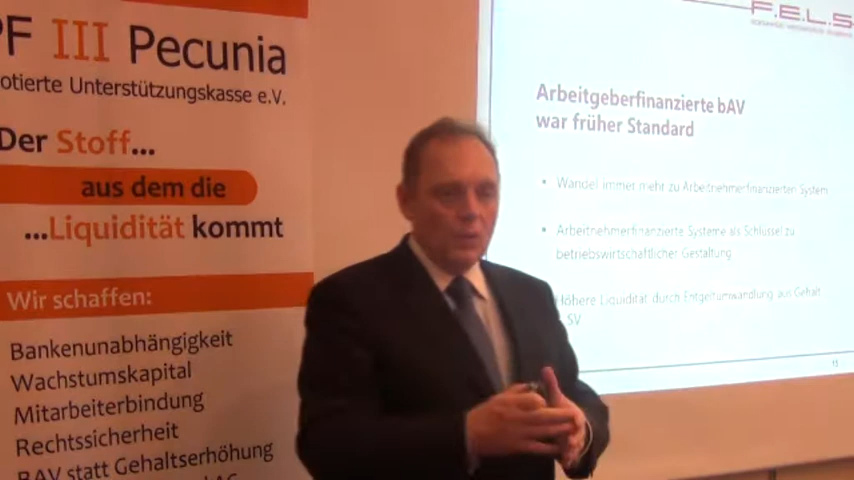 PF III Pecunia
otierte Unterstützungskasse e.V.
Der Stoff...
aus dem die
...Liquidität kommt
Wir schaffen:
Bankenunabhängigkeit
Wachstumskapital
Mitarbeiterbindung
Rechtssicherheit
BAV statt Gehaltserhöhung
F.E.L.S
Arbeitgeberfinanzierte bAV
war früher Standard
• Wandel immer mehr zu Arbeitnehmerfinanzierten System
• Arbeitnehmerfinanzierte Systeme als Schlüssel zu
betriebswirtschaftlicher Gestaltung
Höhere Liquidität durch Entgeltumwandlung aus Gehalt
SV